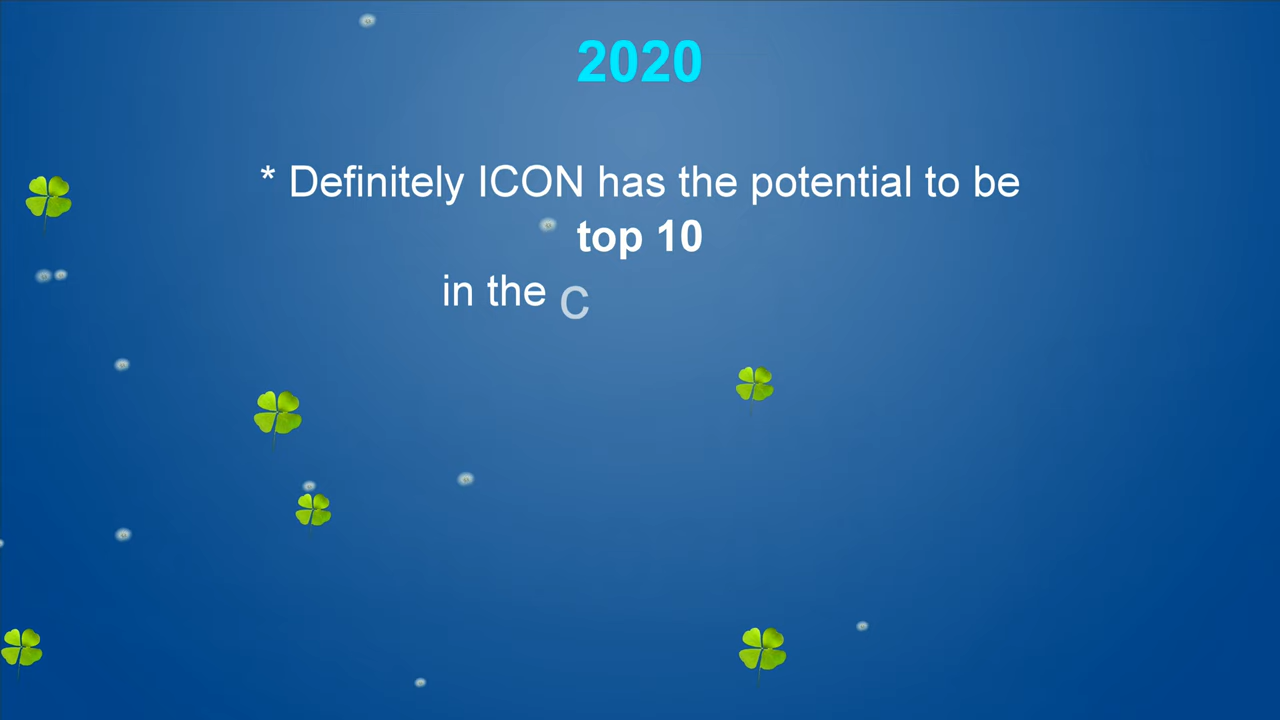 2020
* Definitely ICON has the potential to be
top 10
in the c